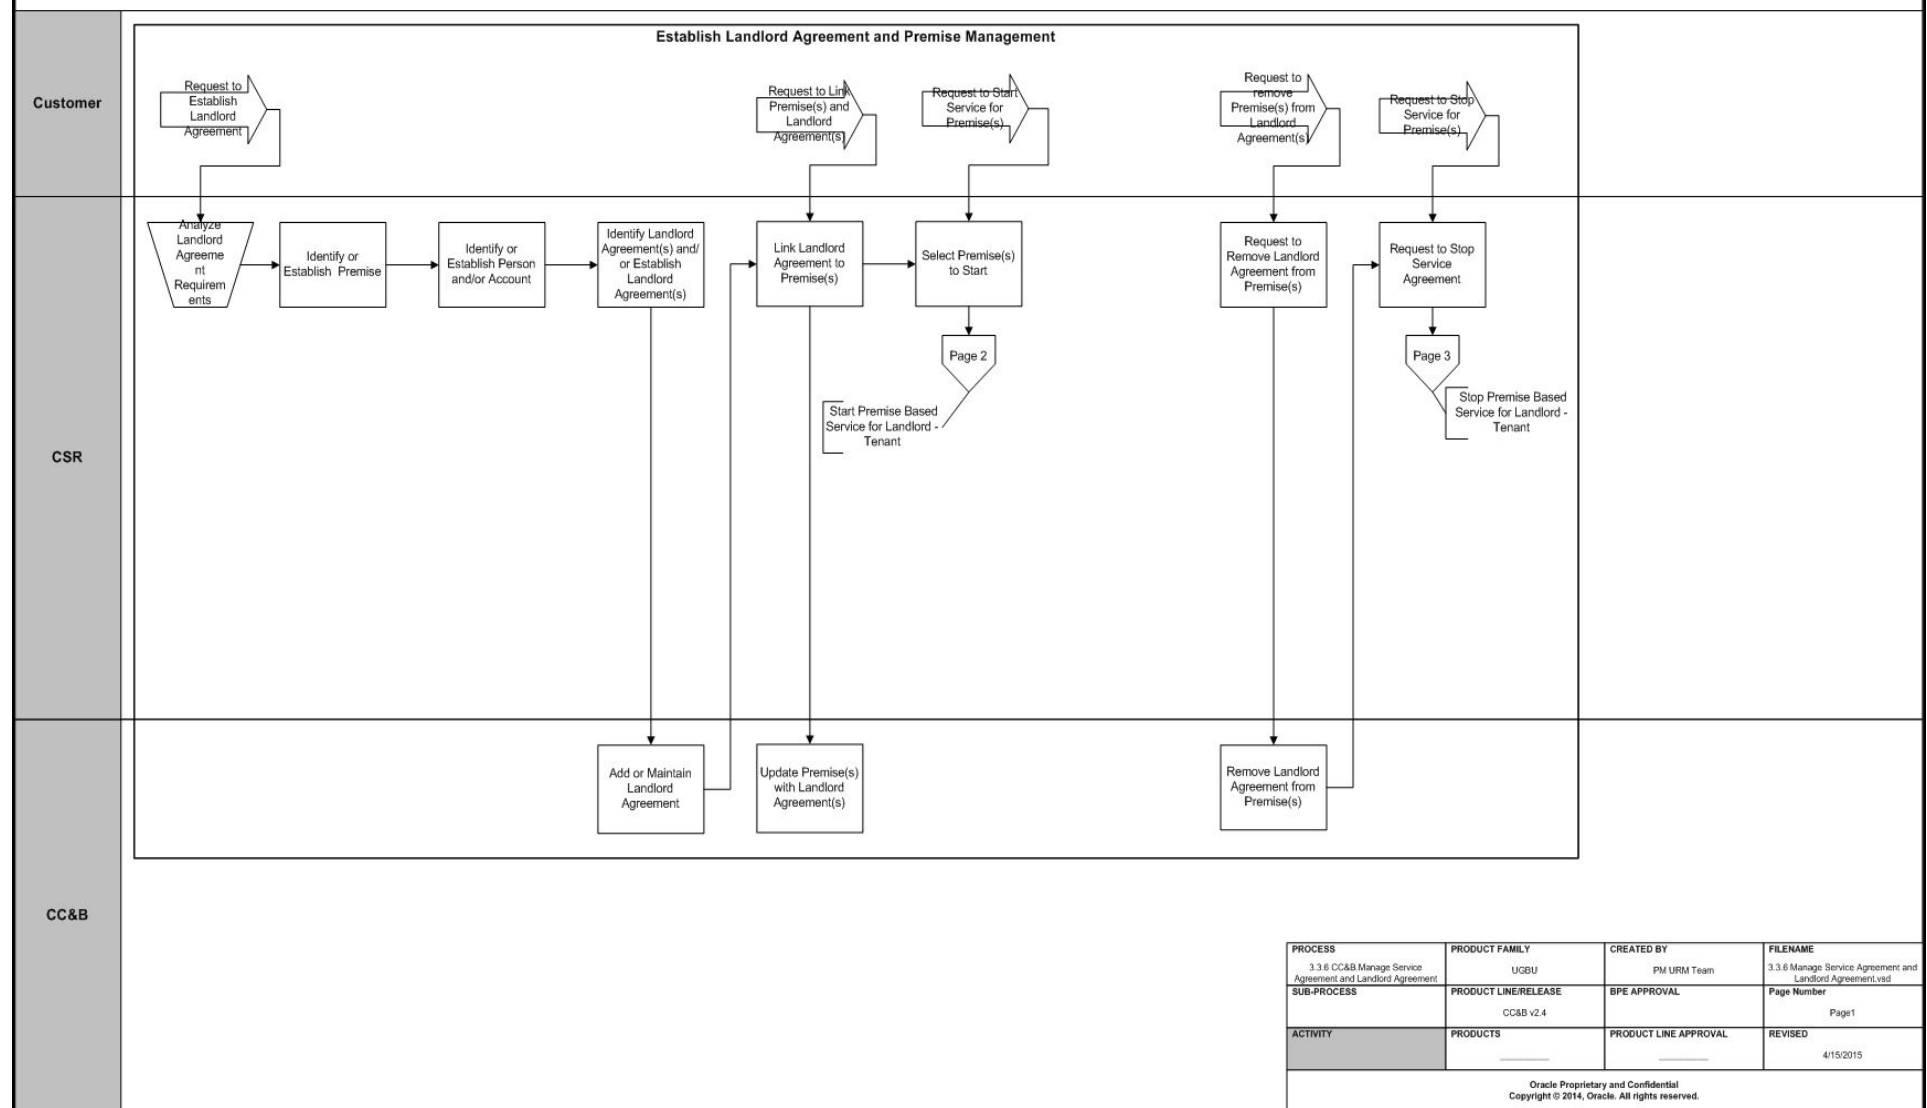 Establish Landlord Agreement and Premise Management
Customer
Request to
Establish
Landlord
Agreement
Request to Link
Premise(s) and
Landlord
Agreement(s)
Request to Start
Service for
Premise(s)
Request to
remove
Premise(s) from
Landlord
Agreement(s)
Request to Stop
Service for
Premise(s)
CSR
Analyze
Landlord
Agreeme
nt
Requirem
ents
Identify or
Establish Premise
Identify or
Establish Person
and/or Account
Identify Landlord
Agreement(s) and/
or Establish
Landlord
Agreement(s)
Link Landlord
Agreement to
Premise(s)
Select Premise(s)
to Start
Request to
Remove Landlord
Agreement from
Premise(s)
Request to Stop
Service
Agreement
Page 2
Page 3
Start Premise Based
Service for Landlord -
Tenant
Stop Premise Based
Service for Landlord -
Tenant
CC&B
Add or Maintain
Landlord
Agreement
Update Premise(s)
with Landlord
Agreement(s)
Remove Landlord
Agreement from
Premise(s)
PROCESS
3.3.6 CC&B.Manage Service
Agreement and Landlord Agreement
PRODUCT FAMILY
UGBU
CREATED BY
PM URM Team
FILENAME
3.3.6 Manage Service Agreement and
Landlord Agreement.vsd
SUB-PROCESS
PRODUCT LINE/RELEASE
CC&B v2.4
BPE APPROVAL
Page Number
Page1
ACTIVITY
PRODUCTS
PRODUCT LINE APPROVAL
REVISED
4/15/2015
Oracle Proprietary and Confidential
Copyright © 2014, Oracle. All rights reserved.